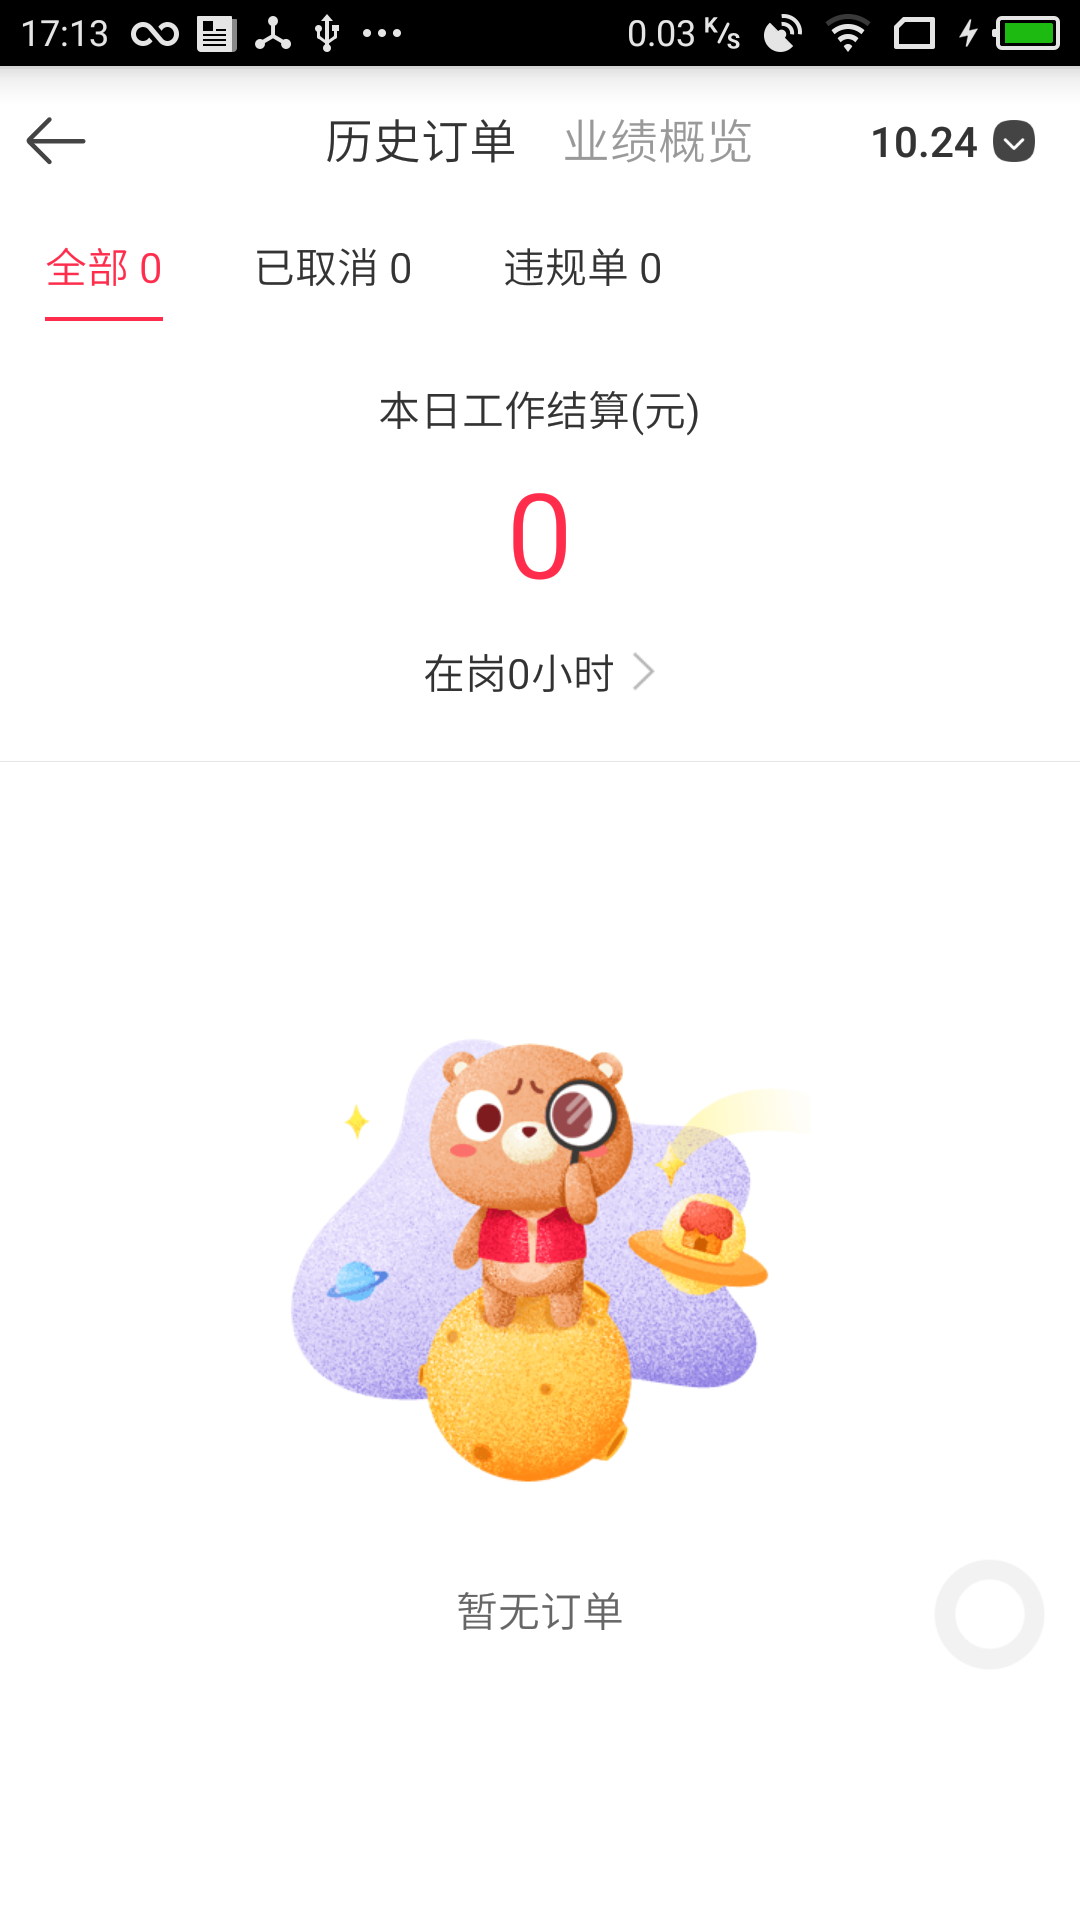 17:13 0.03 K/s
历史订单 业绩概览 10.24
全部 0 已取消 0 违规单 0
本日工作结算(元)
0
在岗0小时
暂无订单